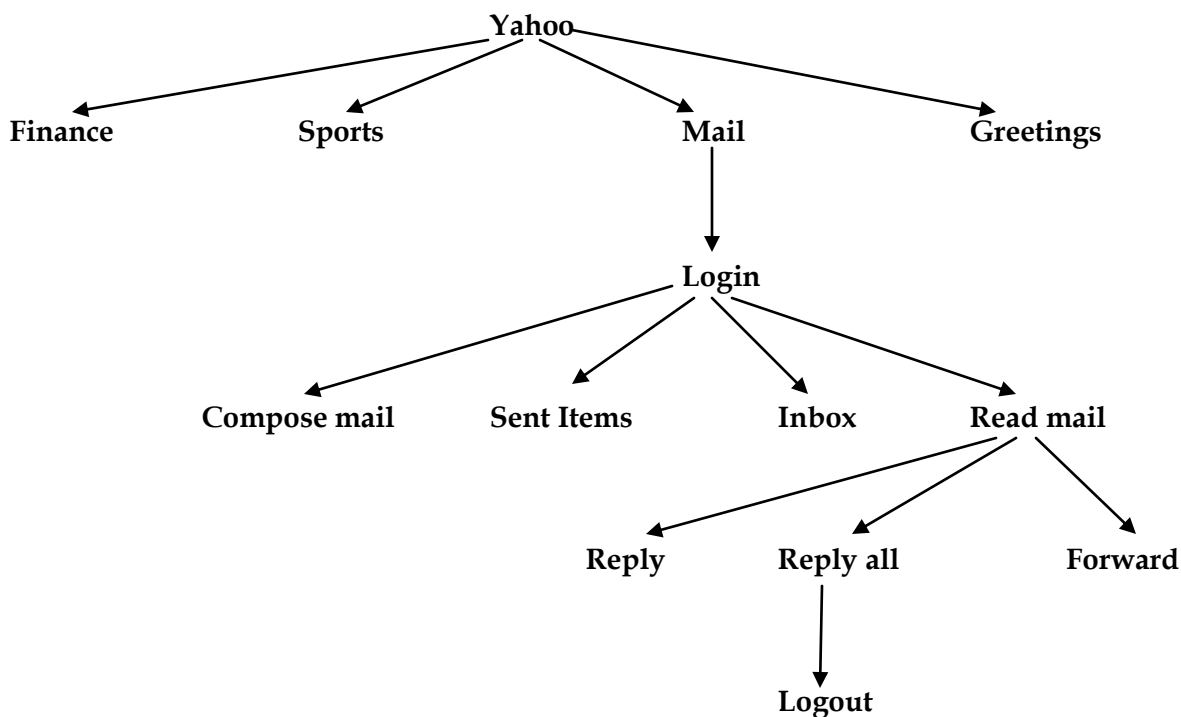 Yahoo
Finance
Sports
Mail
Greetings
Login
Compose mail
Sent Items
Inbox
Read mail
Reply
Reply all
Forward
Logout